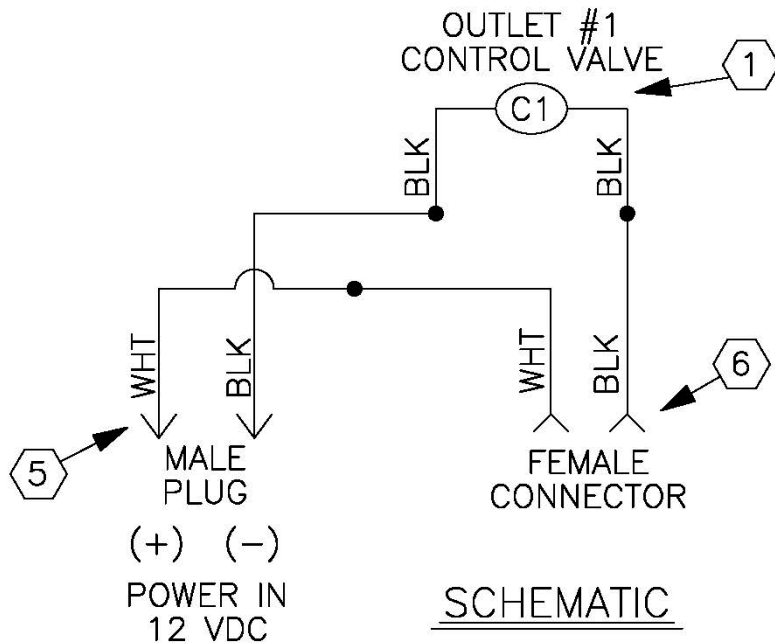 OUTLET #1
CONTROL VALVE
1
C1
BLK
BLK
WHT
BLK
WHT
BLK
5
6
MALE
PLUG
FEMALE
CONNECTOR
(+) (-)
POWER IN
12 VDC
SCHEMATIC